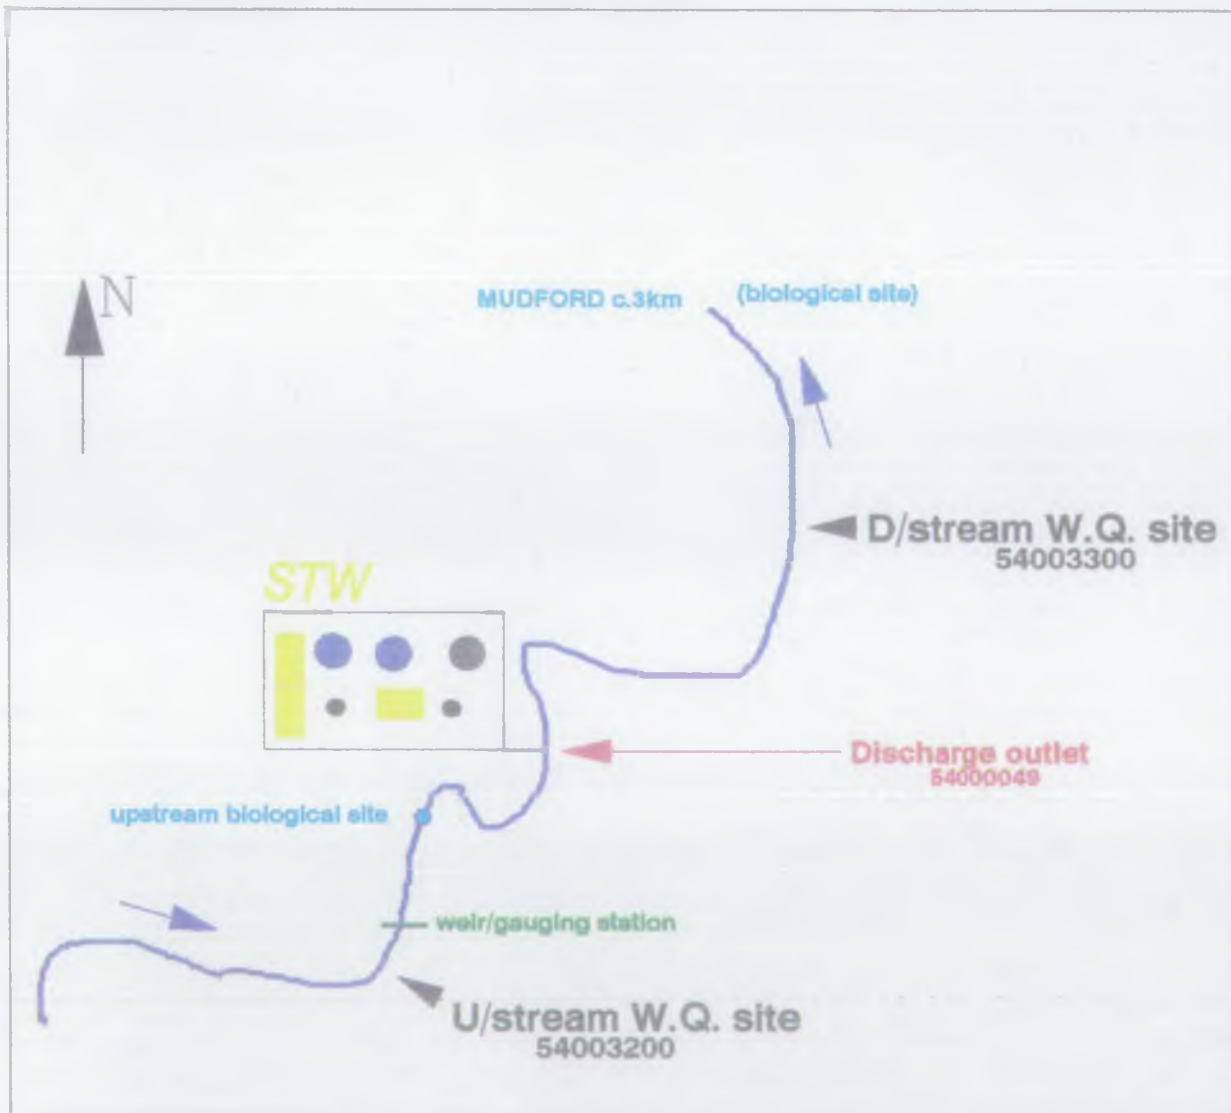 N
MUDFORD c.3km (biological site)
D/stream W.Q. site
54003300
STW
Discharge outlet
54000049
upstream biological site
weir/gauging station
U/stream W.Q. site
54003200